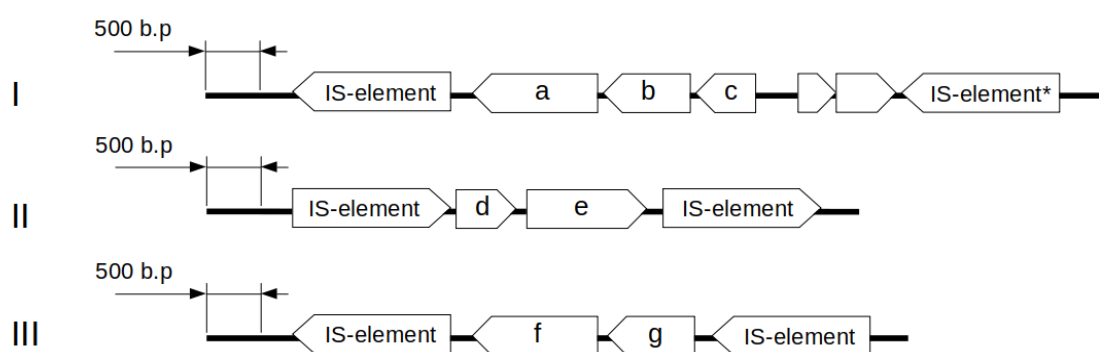 500 b.p
I IS-element a b c IS-element*
500 b.p
II IS-element d e IS-element
500 b.p
III IS-element f g IS-element